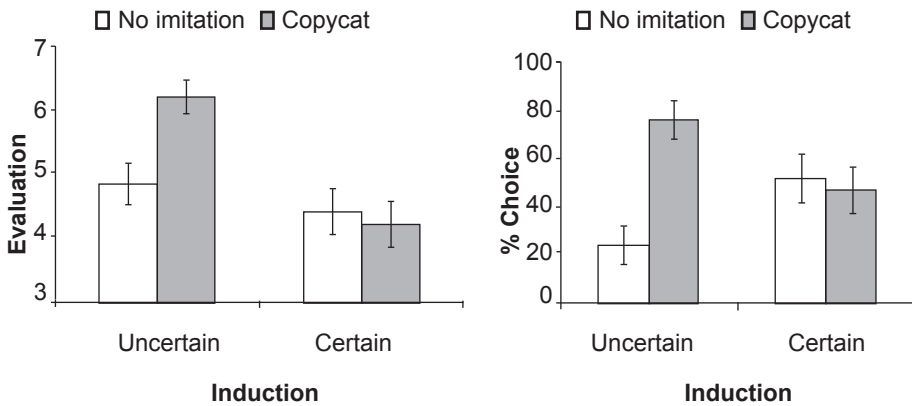 No imitation Copycat
7
6
5
4
3
Evaluation
Uncertain Certain
Induction
No imitation Copycat
100
80
60
40
20
0
% Choice
Uncertain Certain
Induction